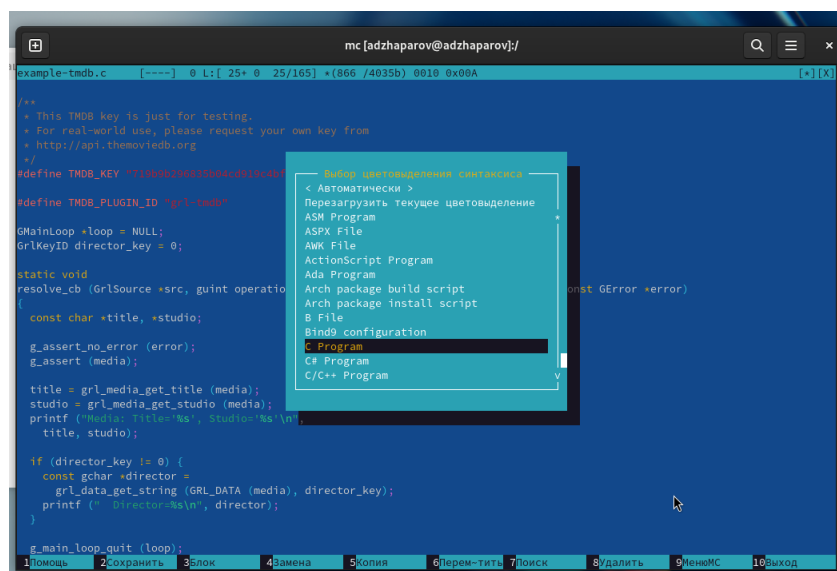 mc [adzhaparov@adzhaparov]:/
example-tmdb.c [----] 0 L:[ 25+ 0 25/165] *(866 /4035b) 0010 0x00A [*][X]
/**
* This TMDB key is just for testing.
* For real-world use, please request your own key from
* http://api.themoviedb.org
*/
#define TMDB_KEY
#define TMDB_PLUGIN_ID "grl-tmdb"
GMainLoop *loop = NULL;
GrlKeyID director_key = 0;
static void
resolve_cb (GrlSource *src, guint operatio nst GError *error)
{
const char *title, *studio;
g_assert_no_error (error);
g_assert (media);
title = grl_media_get_title (media);
studio = grl_media_get_studio (media);
printf ("Media: Title='%s', Studio='%s'\n",
title, studio);
if (director_key != 0) {
const gchar *director =
grl_data_get_string (GRL_DATA (media), director_key);
printf (" Director=%s\n", director);
}
g_main_loop_quit (loop);
Выбор цветовыделения синтаксиса
< Автоматически >
Перезагрузить текущее цветовыделение
ASM Program
ASPX File
AWK File
ActionScript Program
Ada Program
Arch package build script
Arch package install script
B File
Bind9 configuration
C Program
C# Program
C/C++ Program
1Помощь 2Сохранить 3Блок 4Замена 5Копия 6Перем~тить 7Поиск 8Удалить 9МенюMC 10Выход